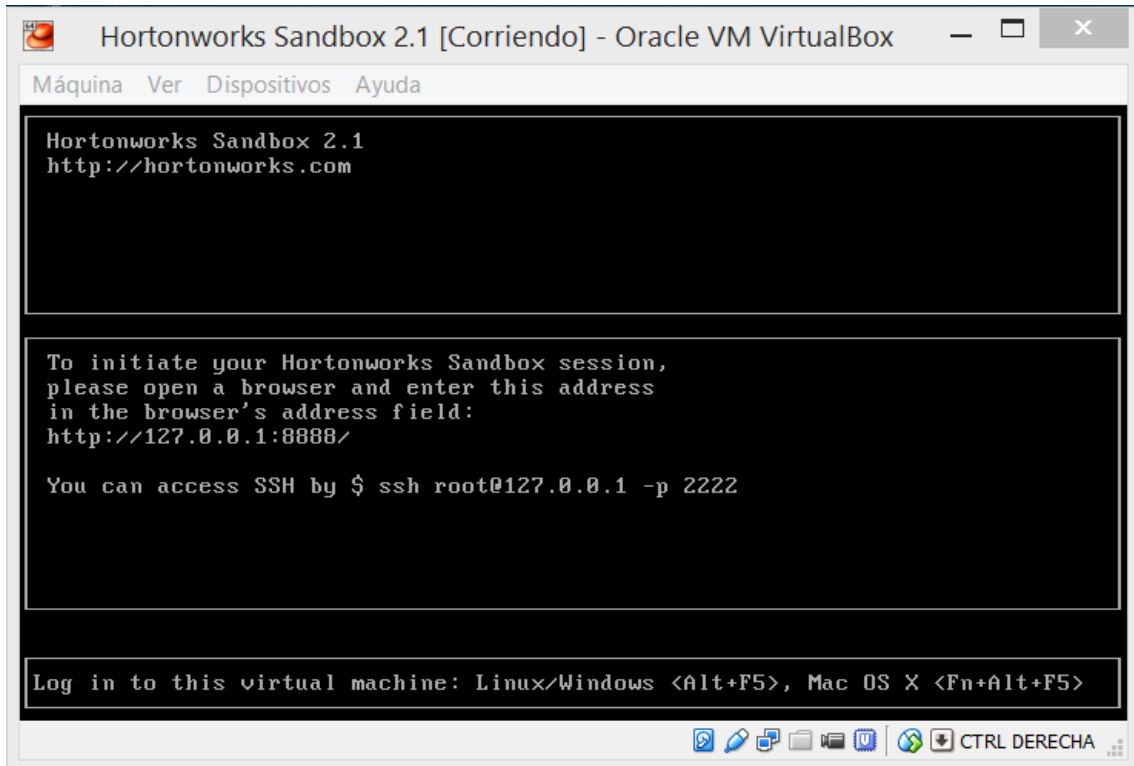 Hortonworks Sandbox 2.1 [Corriendo] - Oracle VM VirtualBox
Máquina Ver Dispositivos Ayuda
Hortonworks Sandbox 2.1
http://hortonworks.com
To initiate your Hortonworks Sandbox session,
please open a browser and enter this address
in the browser's address field:
http://127.0.0.1:8888/
You can access SSH by $ ssh root@127.0.0.1 -p 2222
Log in to this virtual machine: Linux/Windows <Alt+F5>, Mac OS X <Fn+Alt+F5>
CTRL DERECHA